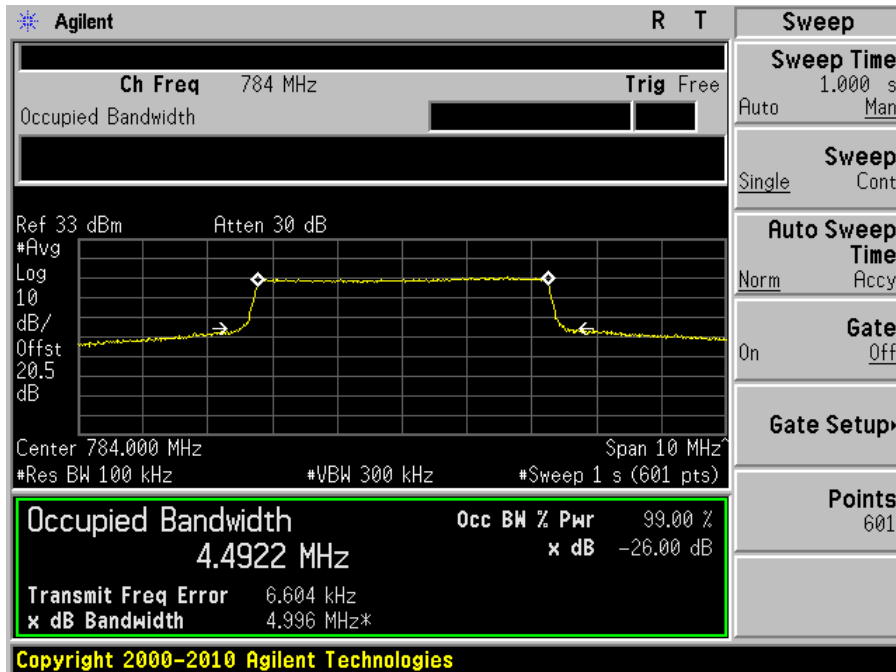 Agilent R T
Ch Freq 784 MHz Trig Free
Occupied Bandwidth
Ref 33 dBm Atten 30 dB
#Avg
Log
10
dB/
Offst
20.5
dB
Center 784.000 MHz Span 10 MHz^
#Res BW 100 kHz #VBW 300 kHz #Sweep 1 s (601 pts)
Occupied Bandwidth
4.4922 MHz
Occ BW % Pwr 99.00 %
x dB -26.00 dB
Transmit Freq Error 6.604 kHz
x dB Bandwidth 4.996 MHz*
Copyright 2000-2010 Agilent Technologies
Sweep
Sweep Time
1.000 s
Auto Man
Sweep
Single Cont
Auto Sweep
Time
Norm Accy
Gate
On Off
Gate Setup
Points
601